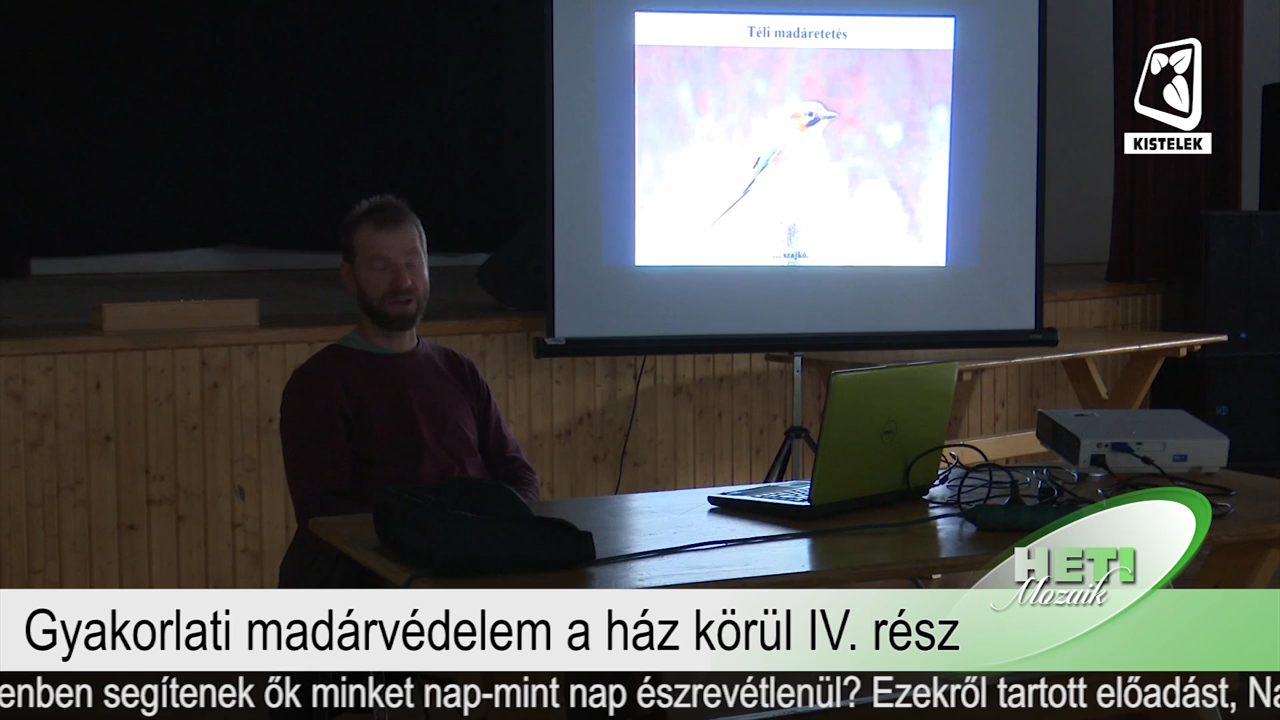 Téli madáretetés
KISTELEK
... szajkó.
HETI
Mozaik
Gyakorlati madárvédelem a ház körül IV. rész
enben segítenek ők minket nap-mint nap észrevétlenül? Ezekről tartott előadást, Na